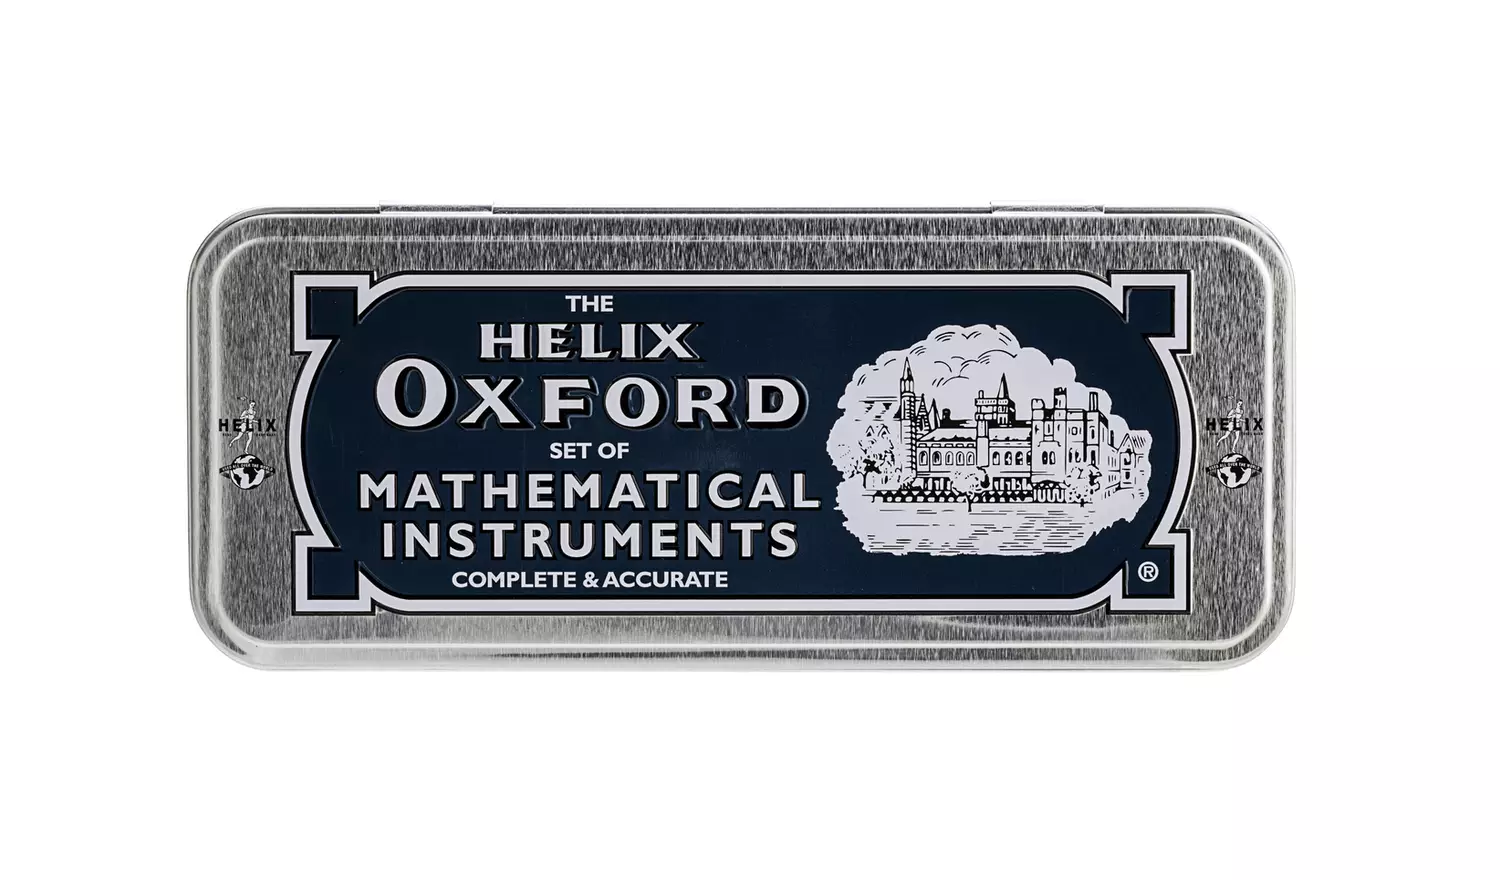 THE
HELIX
OXFORD
SET OF
MATHEMATICAL
INSTRUMENTS
COMPLETE & ACCURATE
®
HELIX
HELIX